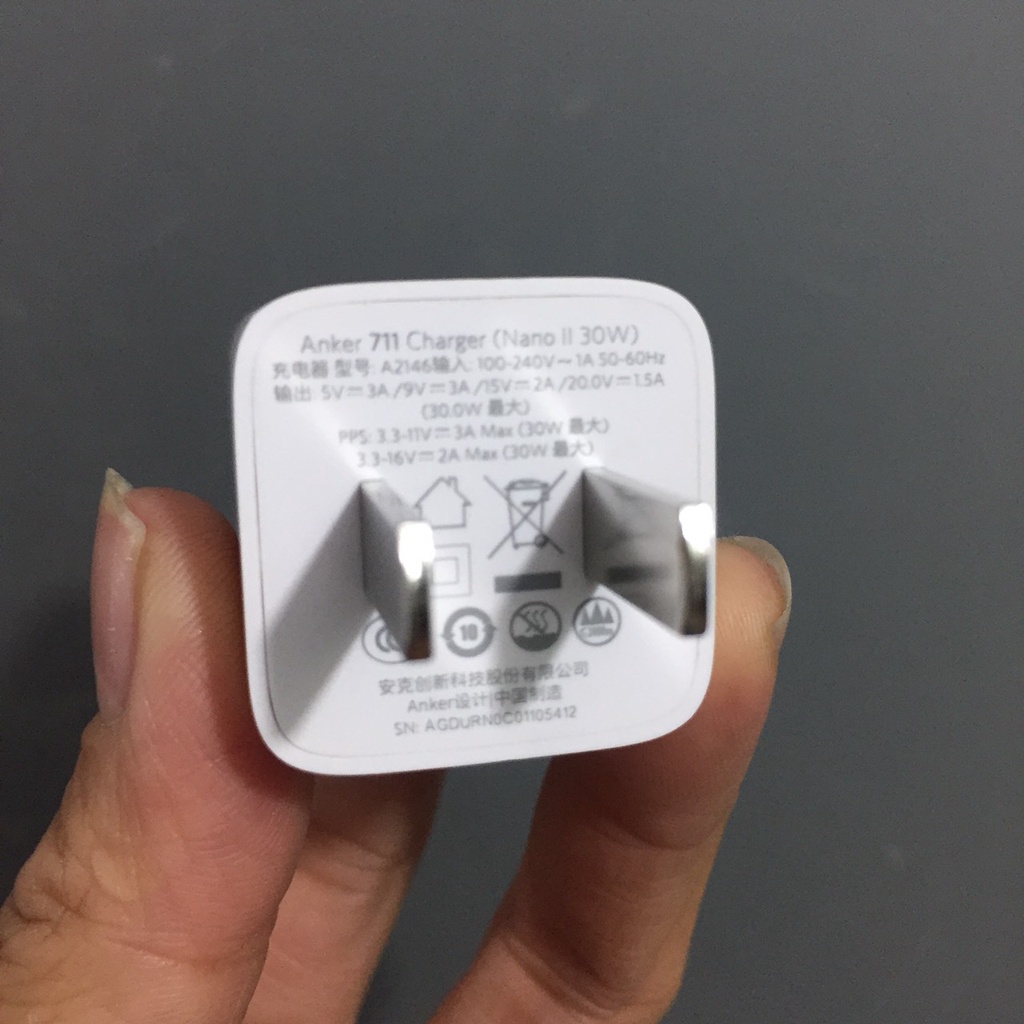 Anker 711 Charger (Nano II 30W)
充电器 型号: A2146输入: 100-240V~1A 50-60Hz
输出: 5V⎓3A/9V⎓3A/15V⎓2A/20.0V⎓1.5A
(30.0W 最大)
PPS: 3.3-11V⎓3A Max (30W 最大)
3.3-16V⎓2A Max (30W 最大)
10
安克创新科技股份有限公司
Anker设计|中国制造
SN: AGDURN0C01105412